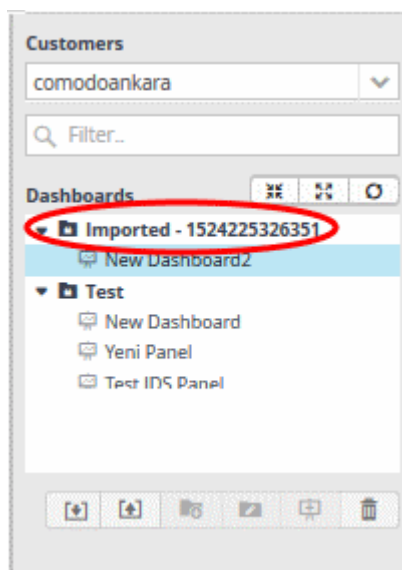 Customers
comodoankara
Filter..
Dashboards
Imported - 1524225326351
New Dashboard2
Test
New Dashboard
Yeni Panel
Test IDS Panel